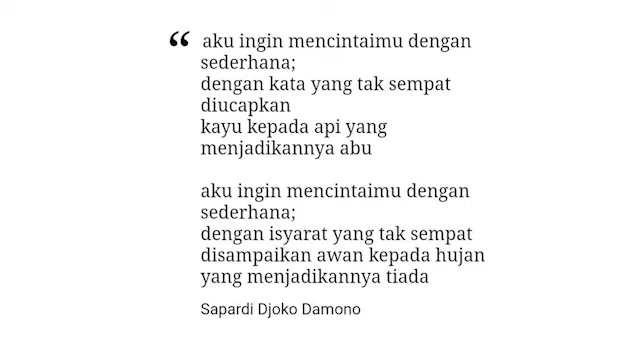 “ aku ingin mencintaimu dengan
sederhana;
dengan kata yang tak sempat
diucapkan
kayu kepada api yang
menjadikannya abu

aku ingin mencintaimu dengan
sederhana;
dengan isyarat yang tak sempat
disampaikan awan kepada hujan
yang menjadikannya tiada
Sapardi Djoko Damono